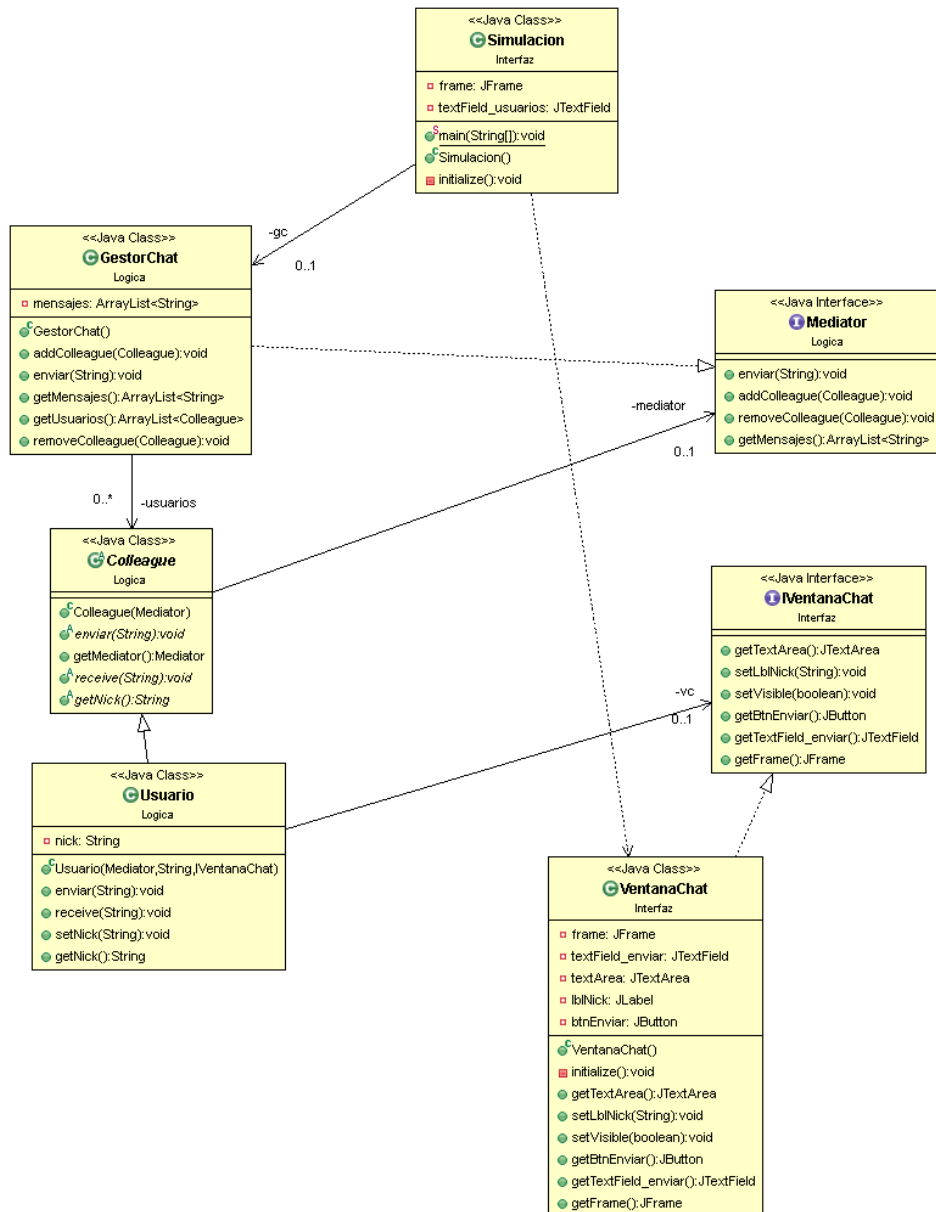 <<Java Class>>
Simulacion
Interfaz
frame: JFrame
textField_usuarios: JTextField
main(String[]):void
Simulacion()
initialize():void
-gc
0..1
<<Java Class>>
GestorChat
Logica
mensajes: ArrayList<String>
GestorChat()
addColleague(Colleague):void
enviar(String):void
getMensajes():ArrayList<String>
getUsuarios():ArrayList<Colleague>
removeColleague(Colleague):void
<<Java Interface>>
Mediator
Logica
enviar(String):void
addColleague(Colleague):void
removeColleague(Colleague):void
getMensajes():ArrayList<String>
-mediator
0..1
0..*
-usuarios
<<Java Class>>
Colleague
Logica
Colleague(Mediator)
enviar(String):void
getMediator():Mediator
receive(String):void
getNick():String
<<Java Interface>>
IVentanaChat
Interfaz
getTextArea():JTextArea
setLblNick(String):void
setVisible(boolean):void
getBtnEnviar():JButton
getTextField_enviar():JTextField
getFrame():JFrame
-vc
0..1
<<Java Class>>
Usuario
Logica
nick: String
Usuario(Mediator,String,IVentanaChat)
enviar(String):void
receive(String):void
setNick(String):void
getNick():String
<<Java Class>>
VentanaChat
Interfaz
frame: JFrame
textField_enviar: JTextField
textArea: JTextArea
lblNick: JLabel
btnEnviar: JButton
VentanaChat()
initialize():void
getTextArea():JTextArea
setLblNick(String):void
setVisible(boolean):void
getBtnEnviar():JButton
getTextField_enviar():JTextField
getFrame():JFrame